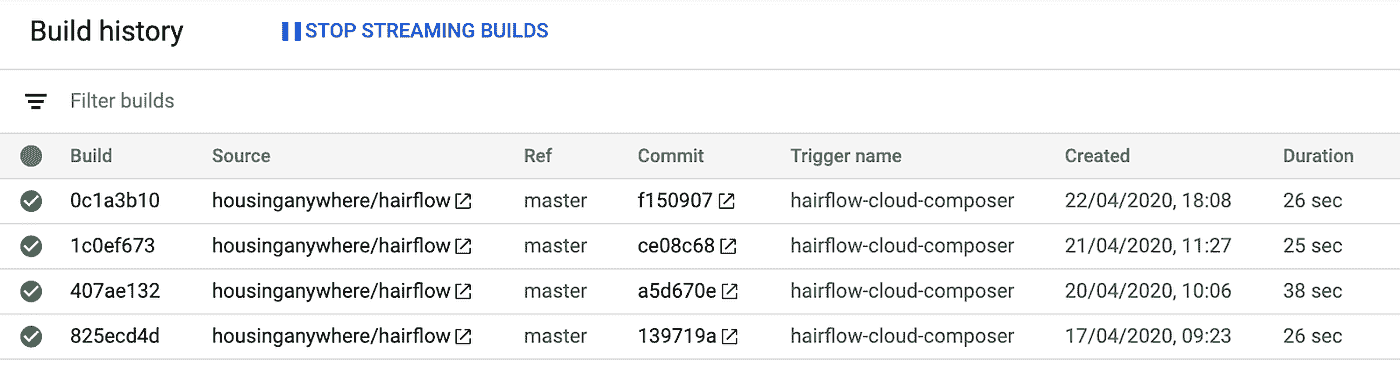 Build history STOP STREAMING BUILDS
Filter builds
Build Source Ref Commit Trigger name Created Duration
0c1a3b10 housinganywhere/hairflow master f150907 hairflow-cloud-composer 22/04/2020, 18:08 26 sec
1c0ef673 housinganywhere/hairflow master ce08c68 hairflow-cloud-composer 21/04/2020, 11:27 25 sec
407ae132 housinganywhere/hairflow master a5d670e hairflow-cloud-composer 20/04/2020, 10:06 38 sec
825ecd4d housinganywhere/hairflow master 139719a hairflow-cloud-composer 17/04/2020, 09:23 26 sec